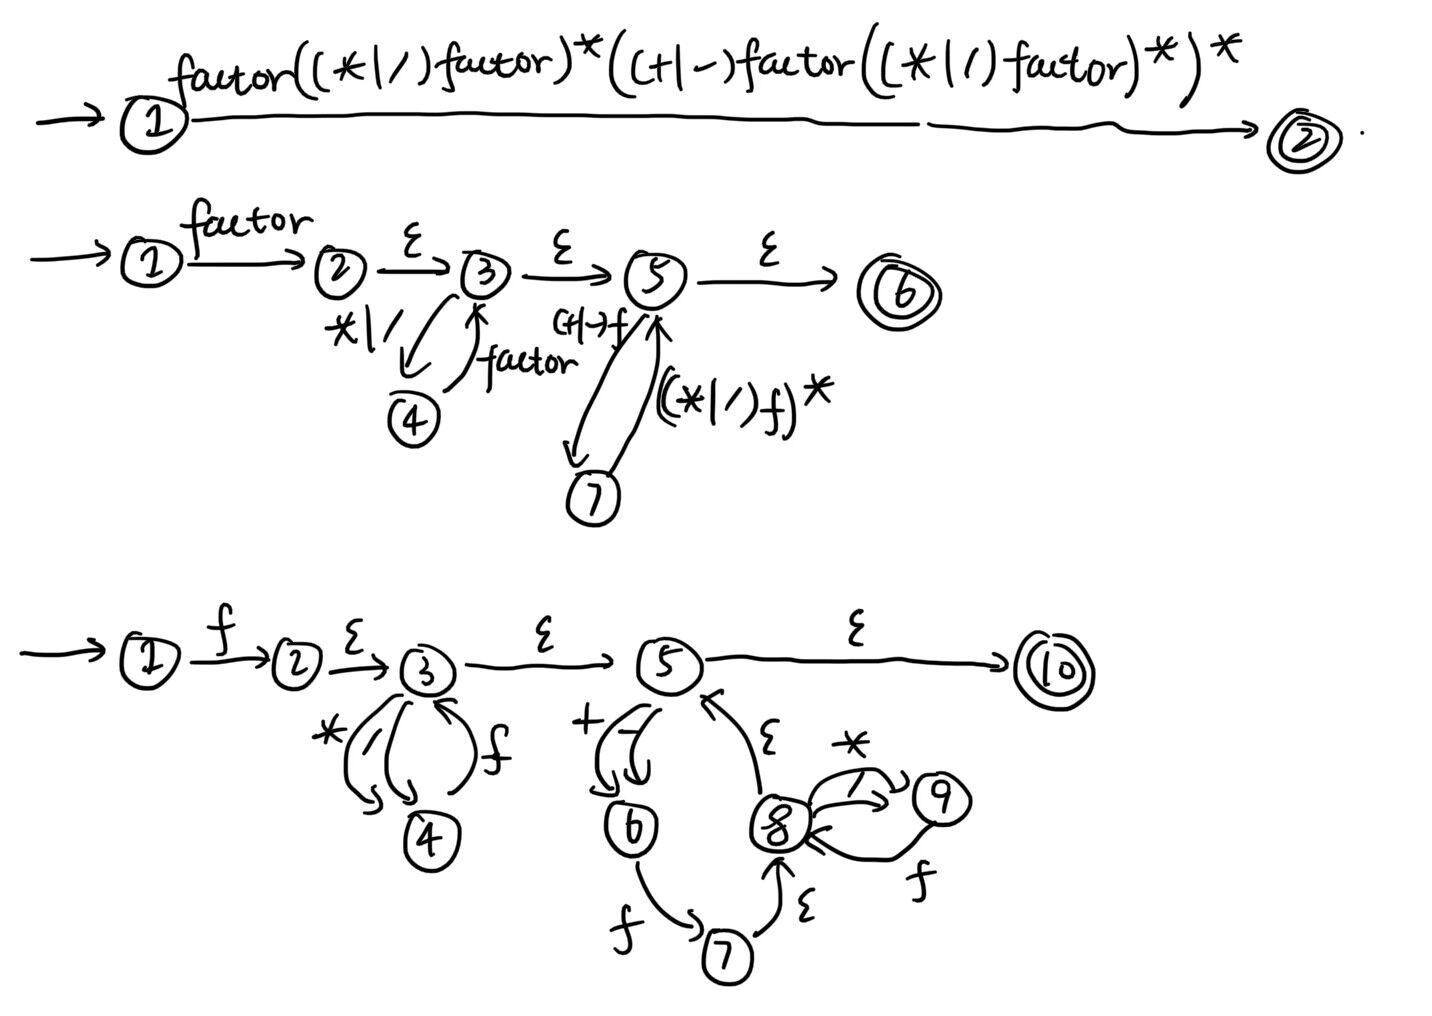 factor((*|/)factor)*((+|-)factor((*|/)factor)*)*
1 2
factor ε ε ε
1 2 3 5 6
*|/ factor (+|-)f ((*|/)f)*
4
7
f ε ε ε
1 2 3 5 10
* / f + - ε * /
4 6 8 9
f ε f
7